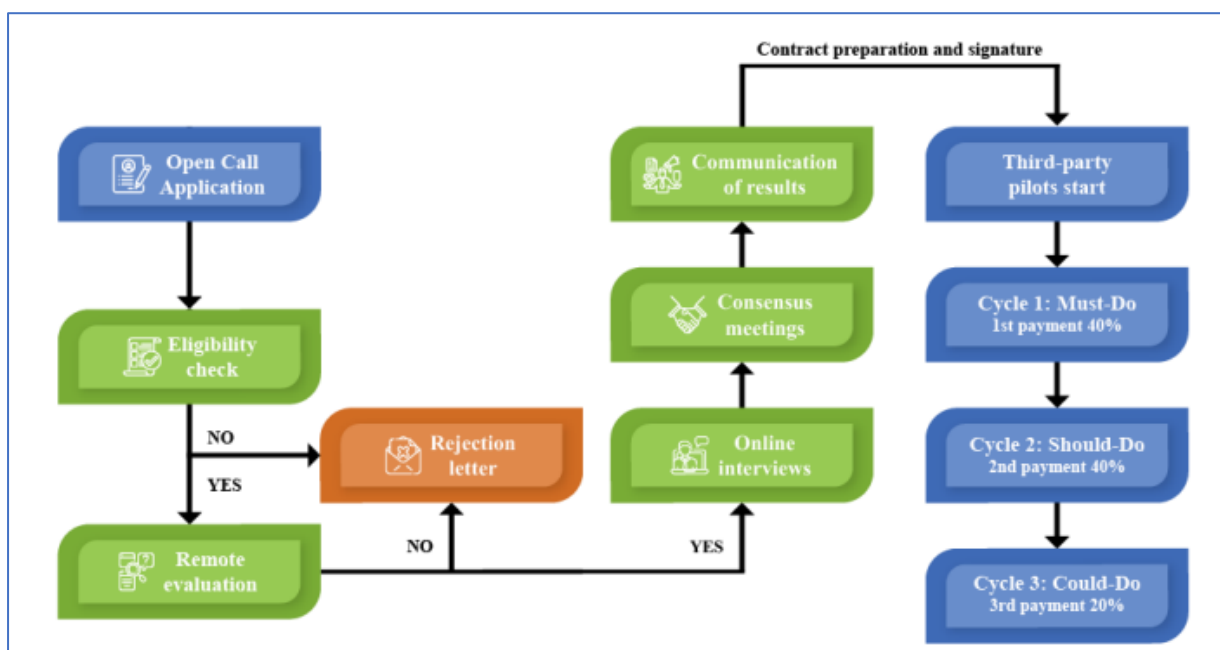 Open Call
Application
Eligibility
check
NO
YES
Rejection
letter
Remote
evaluation
NO
YES
Online
interviews
Consensus
meetings
Communication
of results
Contract preparation and signature
Third-party
pilots start
Cycle 1: Must-Do
1st payment 40%
Cycle 2: Should-Do
2nd payment 40%
Cycle 3: Could-Do
3rd payment 20%